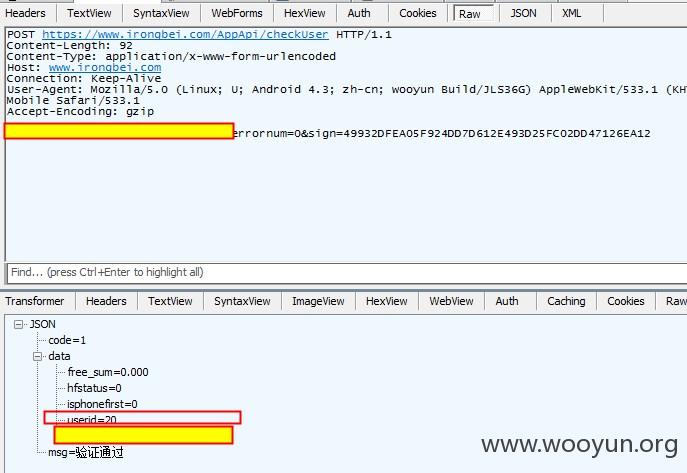 Headers TextView SyntaxView WebForms HexView Auth Cookies Raw JSON XML
POST https://www.irongbei.com/AppApi/checkUser HTTP/1.1
Content-Length: 92
Content-Type: application/x-www-form-urlencoded
Host: www.irongbei.com
Connection: Keep-Alive
User-Agent: Mozilla/5.0 (Linux; U; Android 4.3; zh-cn; wooyun Build/JLS36G) AppleWebKit/533.1 (KH
Mobile Safari/533.1
Accept-Encoding: gzip
errornum=0&sign=49932DFEA05F924DD7D612E493D25FC02DD47126EA12
Find... (press Ctrl+Enter to highlight all)
Transformer Headers TextView SyntaxView ImageView HexView WebView Auth Caching Cookies Raw
JSON
code=1
data
free_sum=0.000
hfstatus=0
isphonefirst=0
userid=20
msg=验证通过
www.wooyun.org